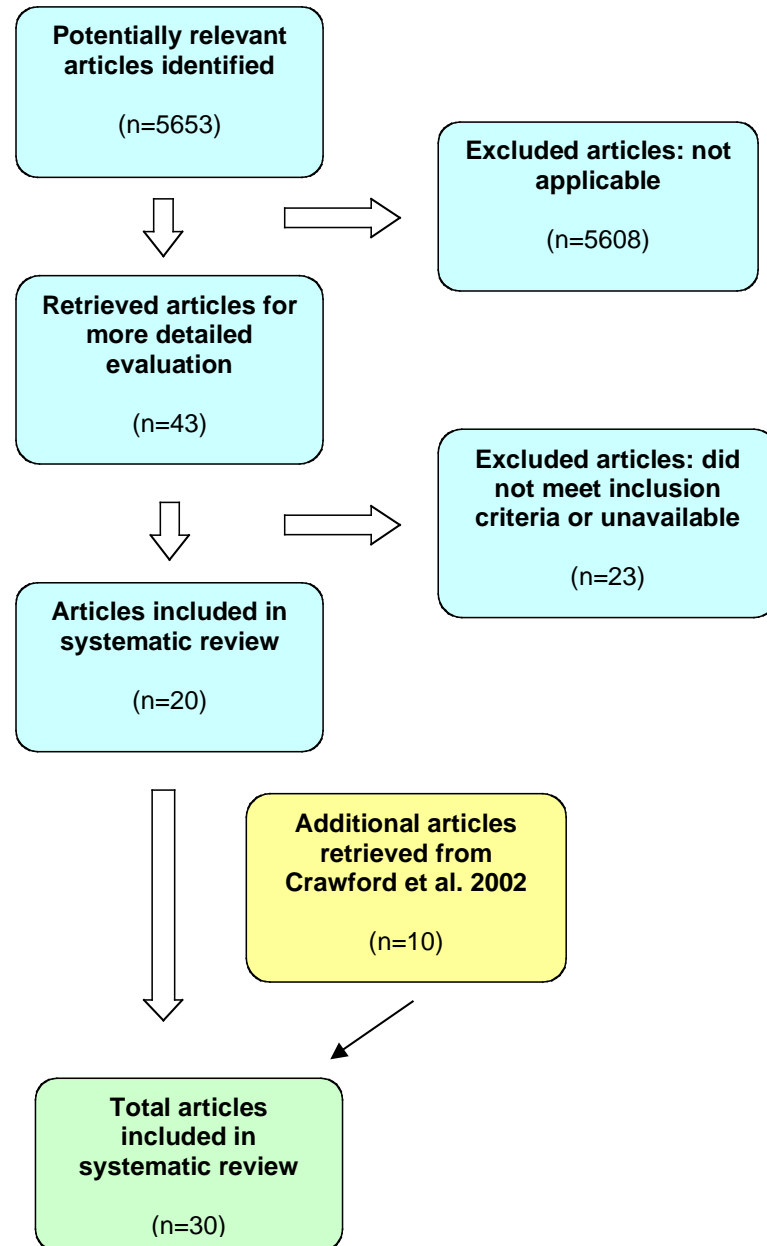 Potentially relevant
articles identified
(n=5653)
Excluded articles: not
applicable
(n=5608)
Retrieved articles for
more detailed
evaluation
(n=43)
Excluded articles: did
not meet inclusion
criteria or unavailable
(n=23)
Articles included in
systematic review
(n=20)
Additional articles
retrieved from
Crawford et al. 2002
(n=10)
Total articles
included in
systematic review
(n=30)